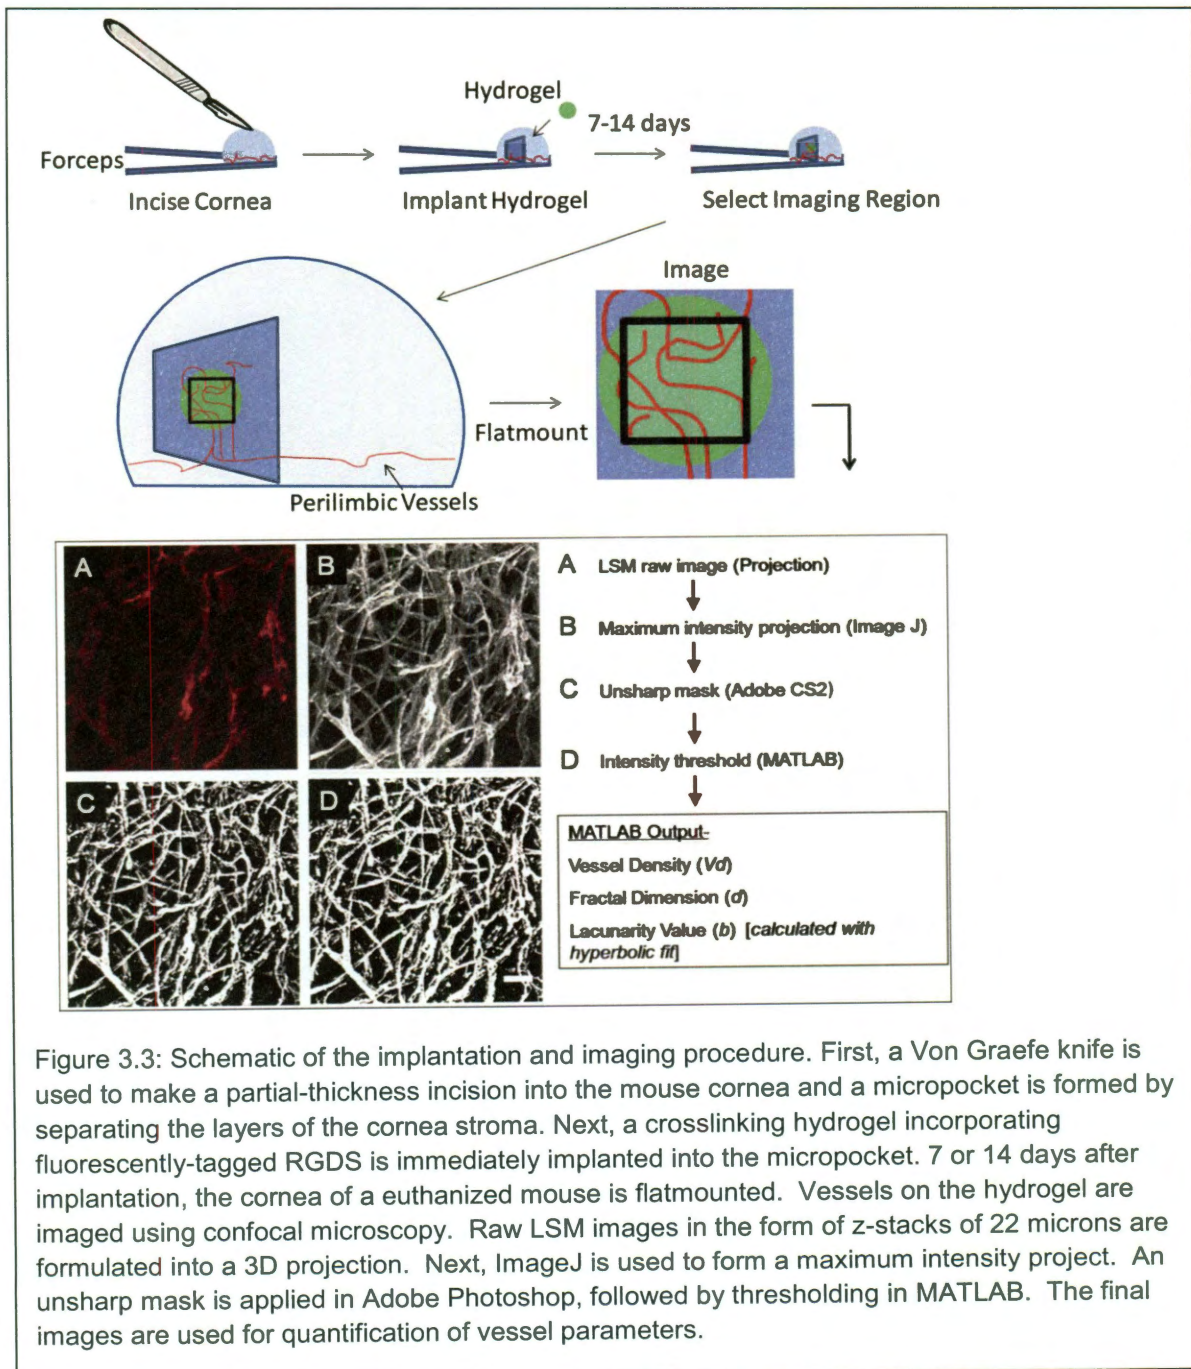 Hydrogel
7-14 days
Forceps
Incise Cornea
Implant Hydrogel
Select Imaging Region
Image
Flatmount
Perilimbic Vessels
A
B
C
D
A LSM raw image (Projection)
B Maximum intensity projection (Image J)
C Unsharp mask (Adobe CS2)
D Intensity threshold (MATLAB)
MATLAB Output-
Vessel Density (Vd)
Fractal Dimension (d)
Lacunarity Value (b) [calculated with
hyperbolic fit]
Figure 3.3: Schematic of the implantation and imaging procedure. First, a Von Graefe knife is
used to make a partial-thickness incision into the mouse cornea and a micropocket is formed by
separating the layers of the cornea stroma. Next, a crosslinking hydrogel incorporating
fluorescently-tagged RGDS is immediately implanted into the micropocket. 7 or 14 days after
implantation, the cornea of a euthanized mouse is flatmounted. Vessels on the hydrogel are
imaged using confocal microscopy. Raw LSM images in the form of z-stacks of 22 microns are
formulated into a 3D projection. Next, ImageJ is used to form a maximum intensity project. An
unsharp mask is applied in Adobe Photoshop, followed by thresholding in MATLAB. The final
images are used for quantification of vessel parameters.